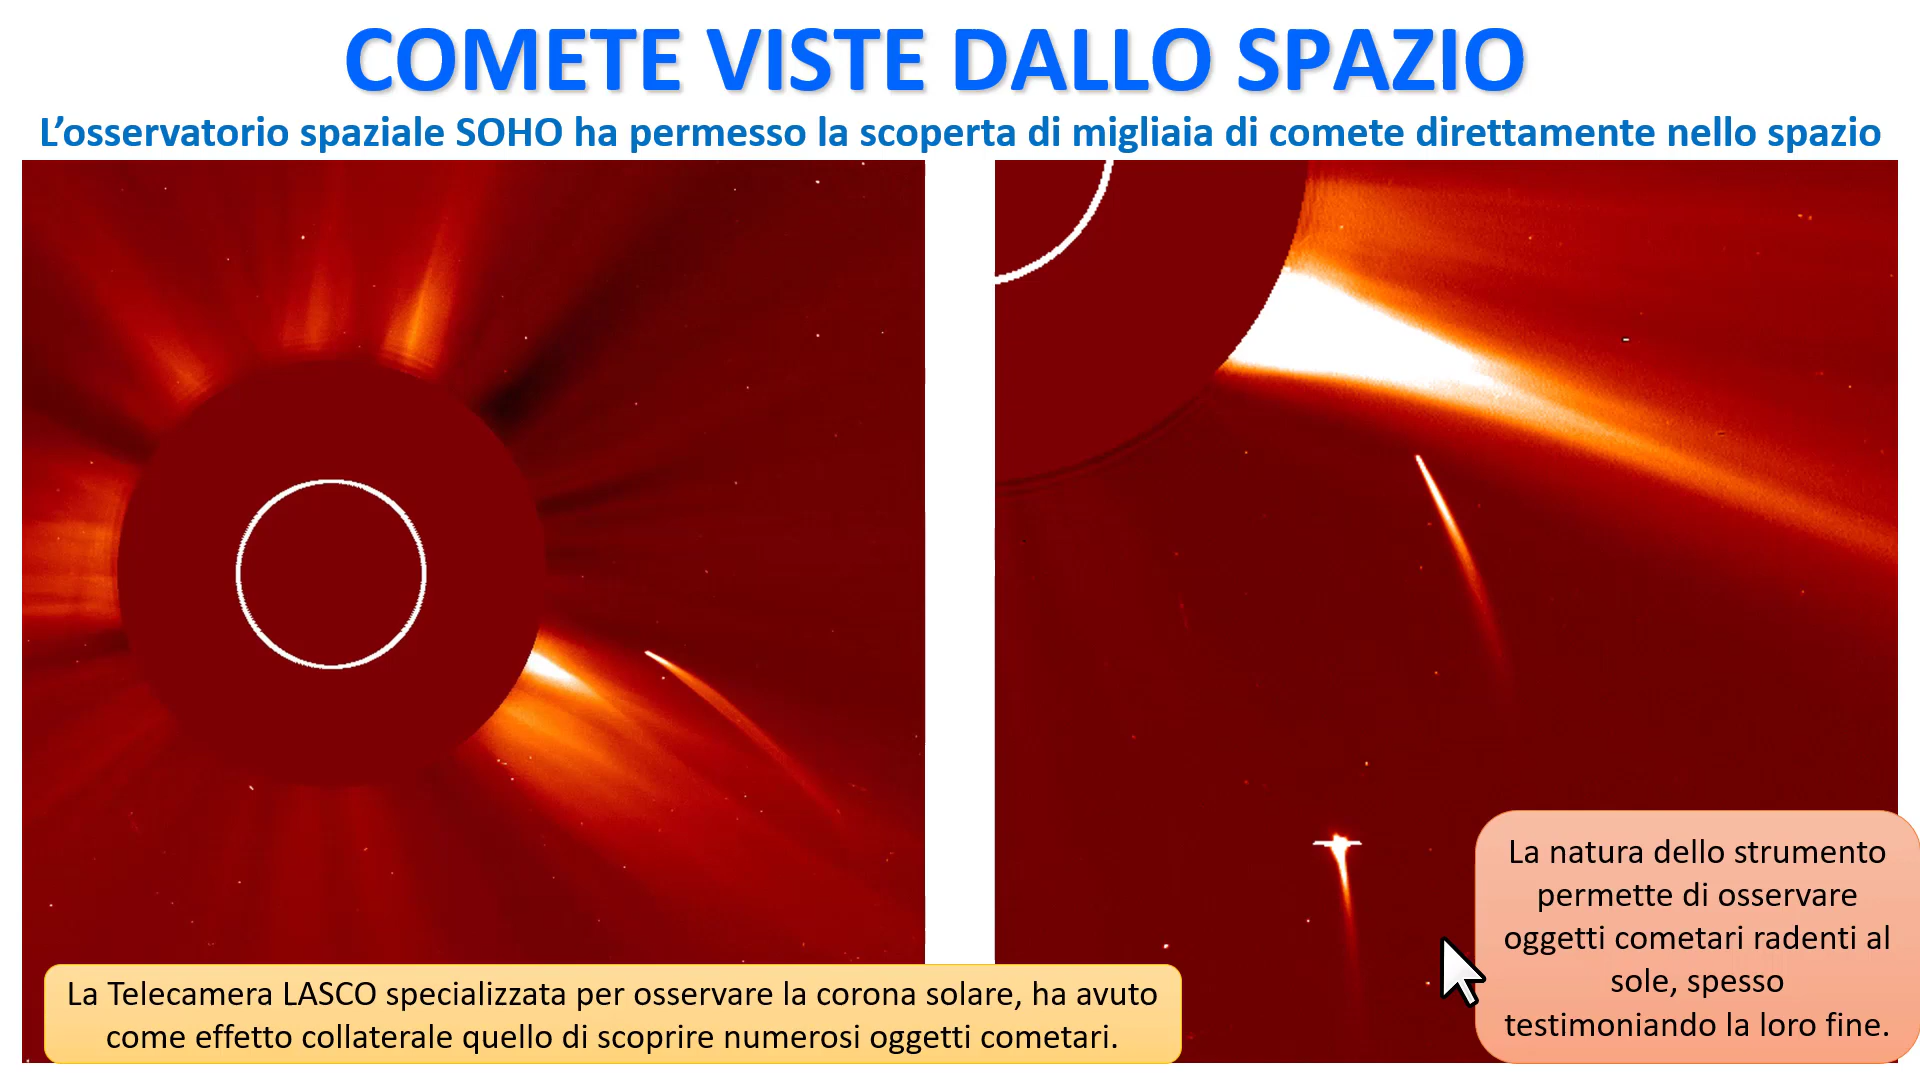 COMETE VISTE DALLO SPAZIO
L’osservatorio spaziale SOHO ha permesso la scoperta di migliaia di comete direttamente nello spazio
La Telecamera LASCO specializzata per osservare la corona solare, ha avuto
come effetto collaterale quello di scoprire numerosi oggetti cometari.
La natura dello strumento
permette di osservare
oggetti cometari radenti al
sole, spesso
testimoniando la loro fine.